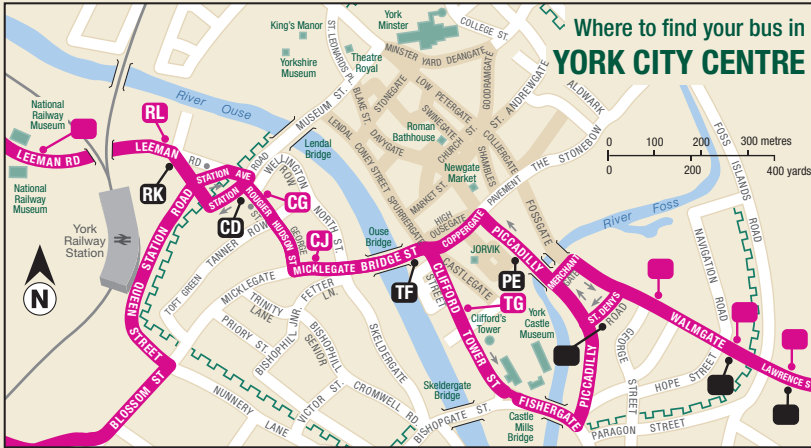 Where to find your bus in
YORK CITY CENTRE
0 100 200 300 metres
0 200 400 yards
N
King's Manor
York
Minster
COLLEGE ST.
ST. LEONARDS PL.
Yorkshire
Museum
Theatre
Royal
MINSTER YARD
DEANGATE
GOODRAMGATE
LOW PETERGATE
STONEGATE
BLAKE ST.
SWINEGATE
ST. ANDREWGATE
ALDWARK
MUSEUM ST.
River Ouse
Lendal
Bridge
LENDAL
DAVYGATE
CONEY STREET
Roman
Bathhouse
CHURCH ST.
COLLIERGATE
SHAMBLES
Newgate
Market
MARKET ST.
SPURRIERGATE
HIGH
OUSEGATE
PAVEMENT
THE STONEBOW
FOSSGATE
COPPERGATE
PICCADILLY
JORVIK
CASTLEGATE
PE
MERCHANTGATE
River Foss
FOSS ISLANDS ROAD
NAVIGATION ROAD
WALMGATE
LAWRENCE S
ST. DENYS
ROAD
GEORGE STREET
HOPE STREET
PARAGON STREET
PICCADILLY
FISHERGATE
Castle
Mills
Bridge
York
Castle
Museum
Clifford's
Tower
TG
CLIFFORD
STREET
TOWER ST
Ouse
Bridge
TF
BRIDGE ST
MICKLEGATE
CJ
GEORGE
HUDSON ST
ROUGIER
ST
NORTH ST.
WELLINGTON
ROW
CG
STATION AVE
STATION
ROAD
CD
TANNER ROW
TOFT GREEN
MICKLEGATE
TRINITY
LANE
FETTER
LN.
PRIORY ST.
BISHOPHILL JNR.
BISHOPHILL
SENIOR
SKELDERGATE
Skeldergate
Bridge
BISHOPGATE ST.
CROMWELL RD
VICTOR ST.
NUNNERY LANE
BLOSSOM ST
QUEEN
STREET
STATION ROAD
York
Railway
Station
RK
RL
LEEMAN
RD
National
Railway
Museum
LEEMAN RD
National
Railway
Museum